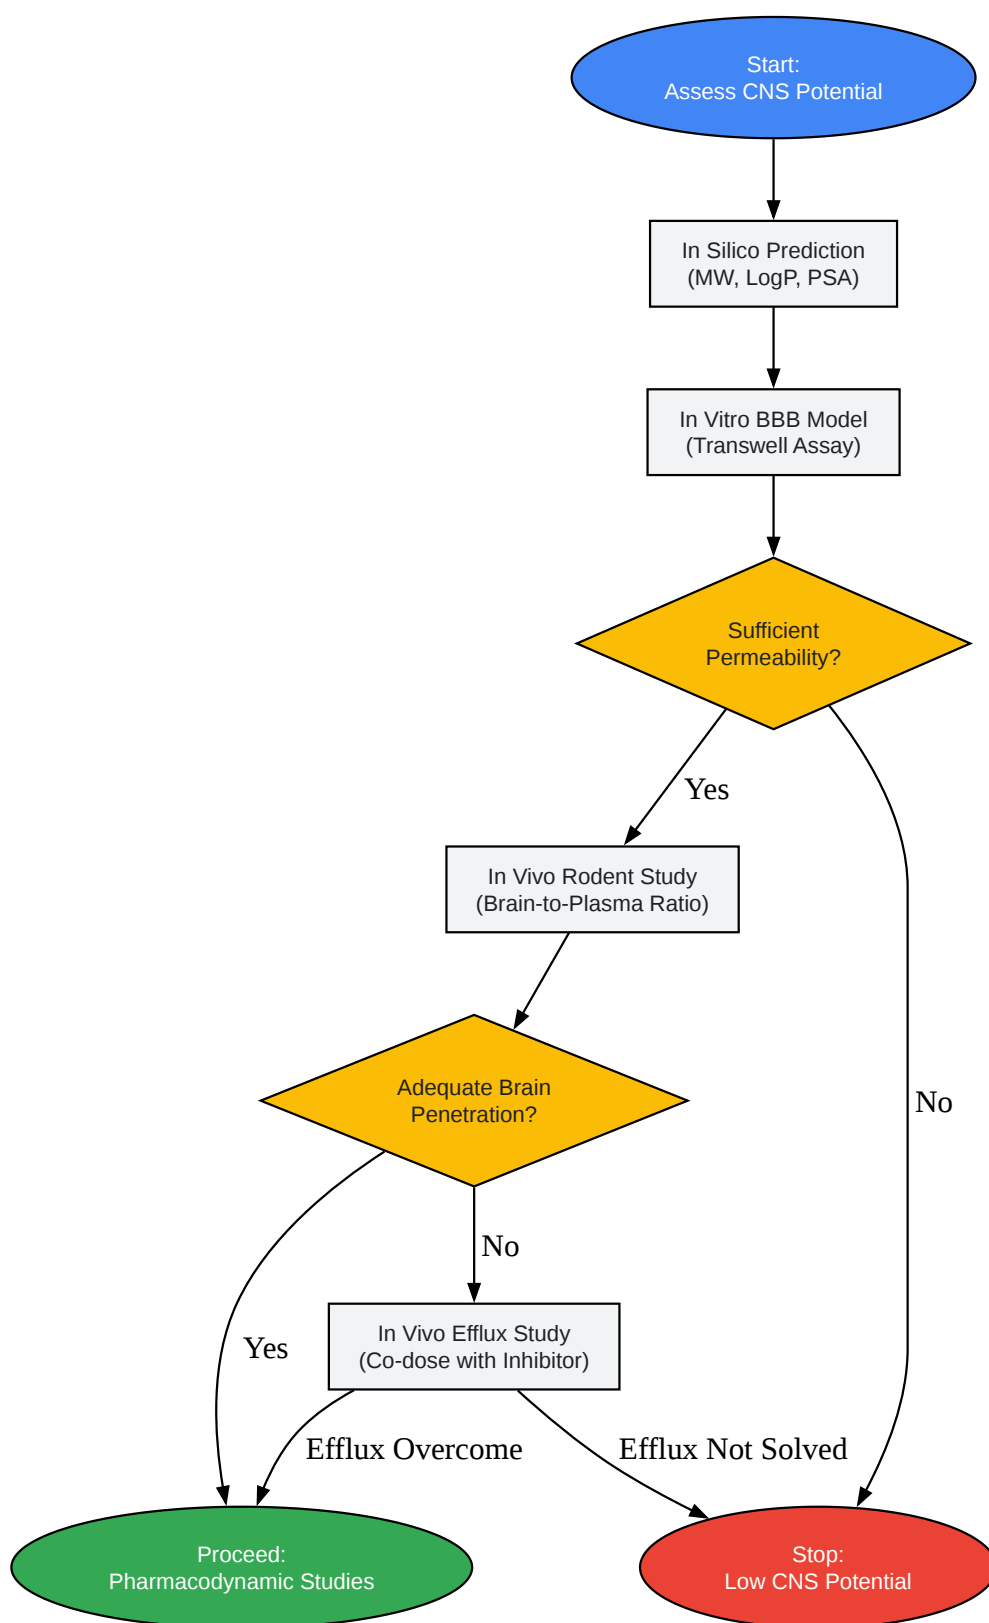 Start:
Assess CNS Potential
In Silico Prediction
(MW, LogP, PSA)
In Vitro BBB Model
(Transwell Assay)
Sufficient
Permeability?
Yes
In Vivo Rodent Study
(Brain-to-Plasma Ratio)
Adequate Brain
Penetration?
No
No
In Vivo Efflux Study
(Co-dose with Inhibitor)
Yes
Efflux Overcome
Efflux Not Solved
Proceed:
Pharmacodynamic Studies
Stop:
Low CNS Potential